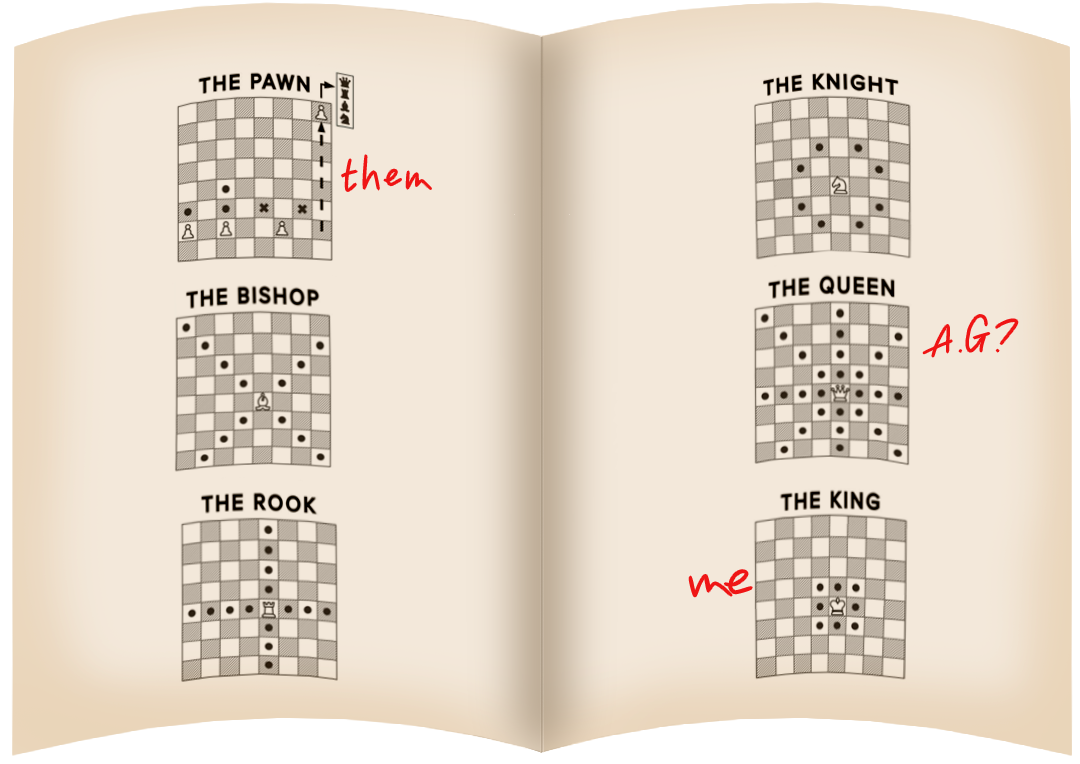 THE PAWN
them
THE BISHOP
THE ROOK
THE KNIGHT
THE QUEEN
A.G?
THE KING
me